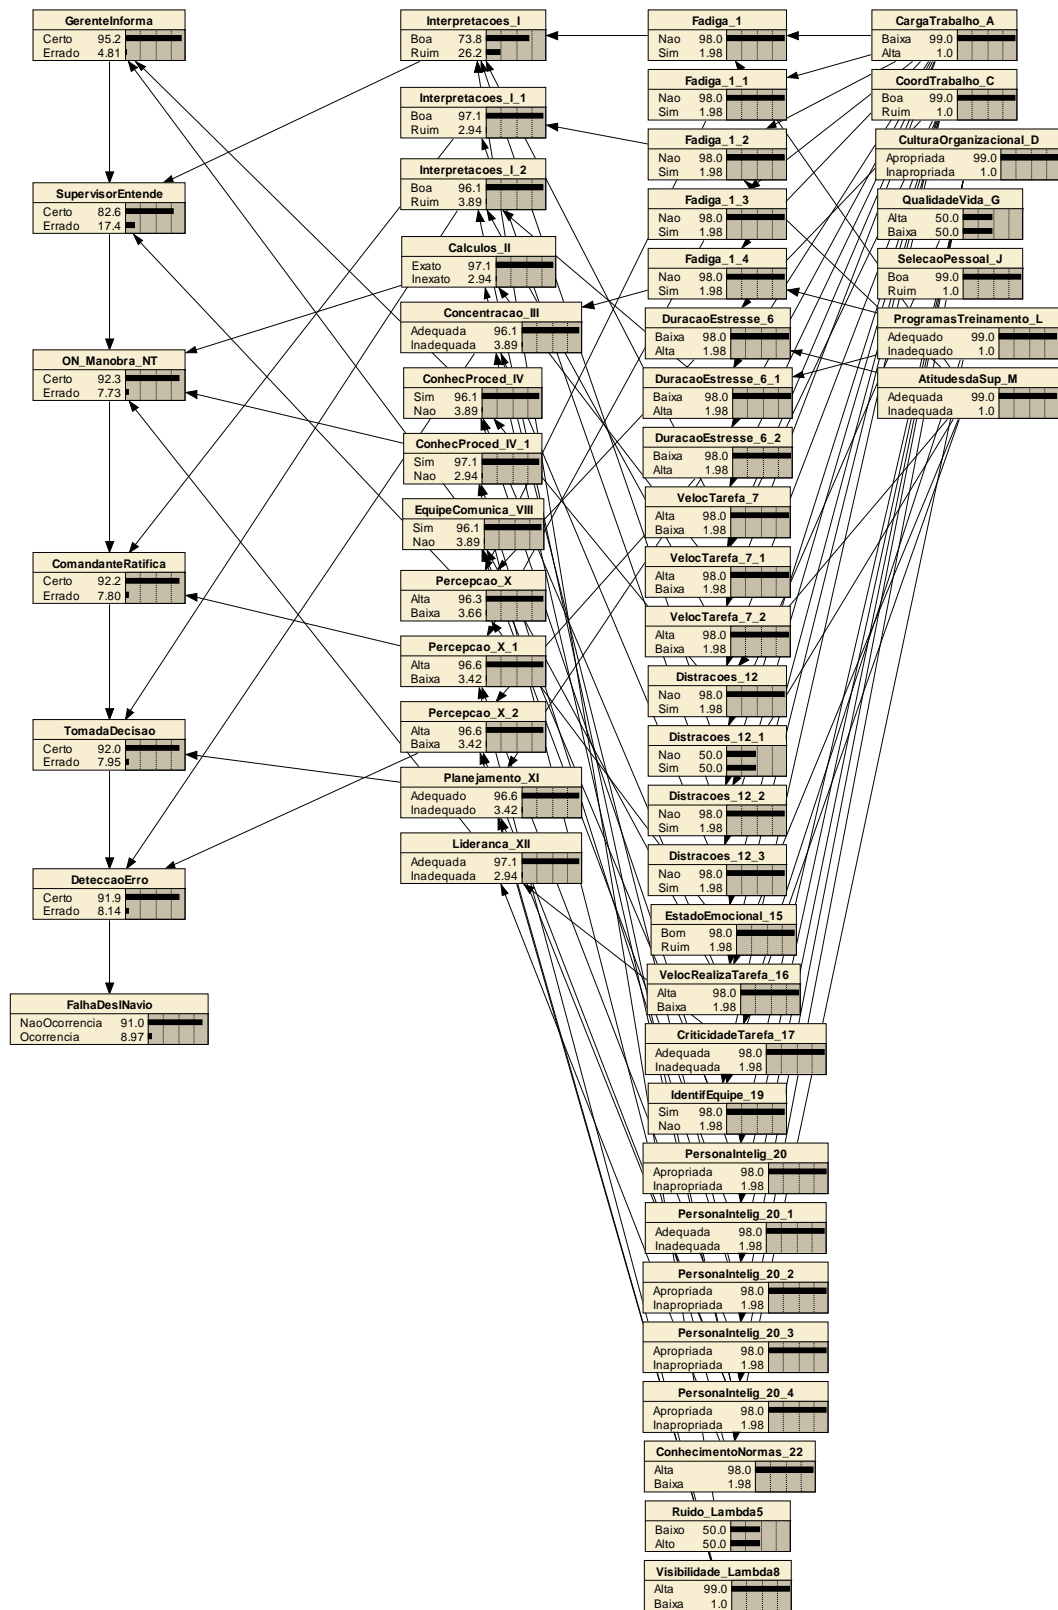 GerenteInforma
Certo 95.2
Errado 4.81
SupervisorEntende
Certo 82.6
Errado 17.4
ON_Manobra_NT
Certo 92.3
Errado 7.73
ComandanteRatifica
Certo 92.2
Errado 7.80
TomadaDecisao
Certo 92.0
Errado 7.95
DeteccaoErro
Certo 91.9
Errado 8.14
FalhaDeslNavio
NaoOcorrencia 91.0
Ocorrencia 8.97
Interpretacoes_I
Boa 73.8
Ruim 26.2
Interpretacoes_I_1
Boa 97.1
Ruim 2.94
Interpretacoes_I_2
Boa 96.1
Ruim 3.89
Calculos_II
Exato 97.1
Inexato 2.94
Concentracao_III
Adequada 96.1
Inadequada 3.89
ConhecProced_IV
Sim 96.1
Nao 3.89
ConhecProced_IV_1
Sim 97.1
Nao 2.94
EquipeComunica_VIII
Sim 96.1
Nao 3.89
Percepcao_X
Alta 96.3
Baixa 3.66
Percepcao_X_1
Alta 96.6
Baixa 3.42
Percepcao_X_2
Alta 96.6
Baixa 3.42
Planejamento_XI
Adequado 96.6
Inadequado 3.42
Lideranca_XII
Adequada 97.1
Inadequada 2.94
Fadiga_1
Nao 98.0
Sim 1.98
Fadiga_1_1
Nao 98.0
Sim 1.98
Fadiga_1_2
Nao 98.0
Sim 1.98
Fadiga_1_3
Nao 98.0
Sim 1.98
Fadiga_1_4
Nao 98.0
Sim 1.98
DuracaoEstresse_6
Baixa 98.0
Alta 1.98
DuracaoEstresse_6_1
Baixa 98.0
Alta 1.98
DuracaoEstresse_6_2
Baixa 98.0
Alta 1.98
VelocTarefa_7
Alta 98.0
Baixa 1.98
VelocTarefa_7_1
Alta 98.0
Baixa 1.98
VelocTarefa_7_2
Alta 98.0
Baixa 1.98
Distracoes_12
Nao 98.0
Sim 1.98
Distracoes_12_1
Nao 50.0
Sim 50.0
Distracoes_12_2
Nao 98.0
Sim 1.98
Distracoes_12_3
Nao 98.0
Sim 1.98
EstadoEmocional_15
Bom 98.0
Ruim 1.98
VelocRealizaTarefa_16
Alta 98.0
Baixa 1.98
CriticidadeTarefa_17
Adequada 98.0
Inadequada 1.98
IdentifEquipe_19
Sim 98.0
Nao 1.98
PersonaIntelig_20
Apropriada 98.0
Inapropriada 1.98
PersonaIntelig_20_1
Adequada 98.0
Inadequada 1.98
PersonaIntelig_20_2
Apropriada 98.0
Inapropriada 1.98
PersonaIntelig_20_3
Apropriada 98.0
Inapropriada 1.98
PersonaIntelig_20_4
Apropriada 98.0
Inapropriada 1.98
ConhecimentoNormas_22
Alta 98.0
Baixa 1.98
Ruido_Lambda5
Baixo 50.0
Alto 50.0
Visibilidade_Lambda8
Alta 99.0
Baixa 1.0
CargaTrabalho_A
Baixa 99.0
Alta 1.0
CoordTrabalho_C
Boa 99.0
Ruim 1.0
CulturaOrganizacional_D
Apropriada 99.0
Inapropriada 1.0
QualidadeVida_G
Alta 50.0
Baixa 50.0
SelecaoPessoal_J
Boa 99.0
Ruim 1.0
ProgramasTreinamento_L
Adequado 99.0
Inadequado 1.0
AtitudesdaSup_M
Adequada 99.0
Inadequada 1.0